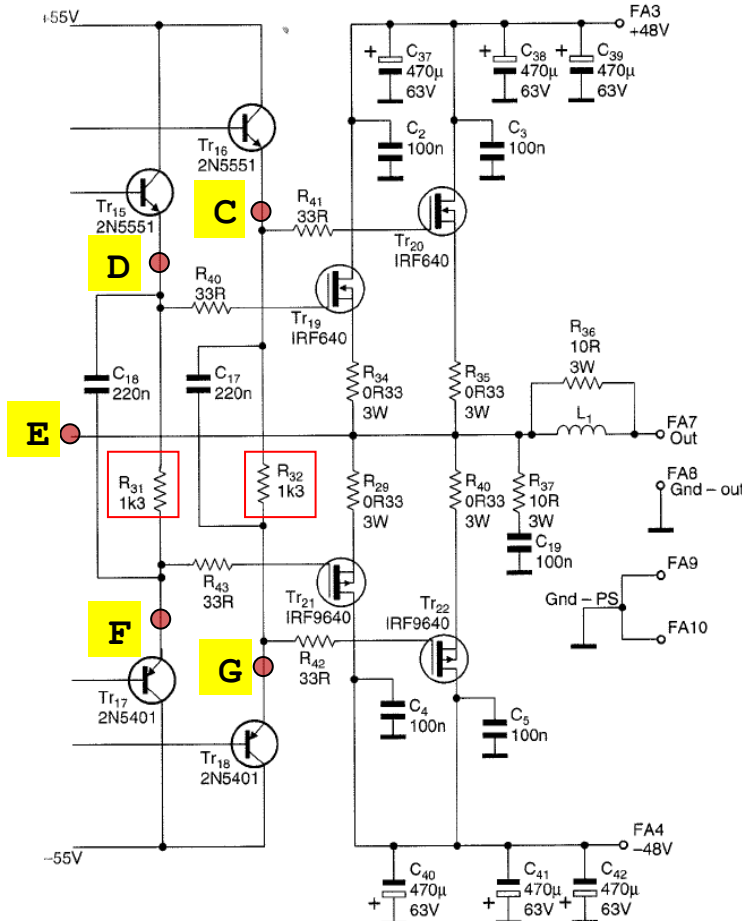 +55V
FA3
+48V
+
C37
470µ
63V
+
C38
470µ
63V
+
C39
470µ
63V
Tr16
2N5551
C2
100n
C3
100n
Tr15
2N5551
C
R41
33R
Tr20
IRF640
D
R40
33R
Tr19
IRF640
R36
10R
3W
C18
220n
C17
220n
R34
0R33
3W
R35
0R33
3W
L1
FA7
Out
E
R31
1k3
R32
1k3
R29
0R33
3W
R40
0R33
3W
R37
10R
3W
FA8
Gnd – out
C19
100n
R43
33R
Tr21
IRF9640
Tr22
IRF9640
FA9
Gnd – PS
FA10
F
G
R42
33R
Tr17
2N5401
C4
100n
C5
100n
Tr18
2N5401
–55V
FA4
–48V
C40
470µ
63V
+
C41
470µ
63V
+
C42
470µ
63V
+